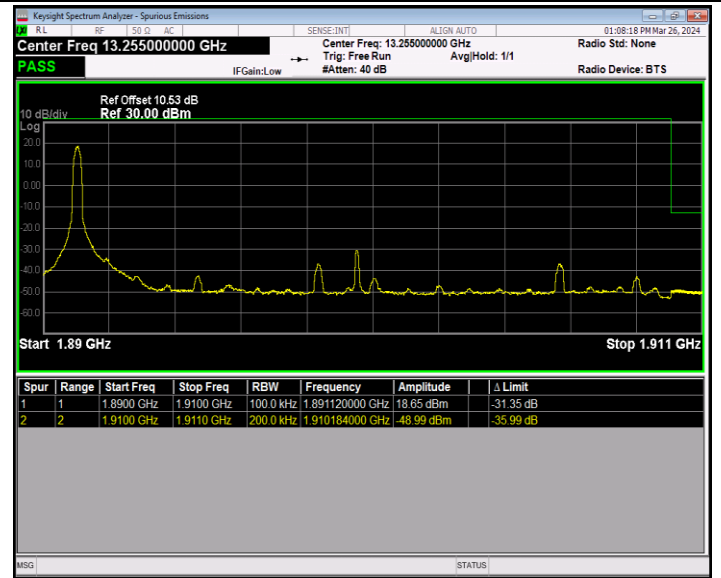 Keysight Spectrum Analyzer - Spurious Emissions
RL RF 50 Ω AC SENSE:INT ALIGN AUTO 01:08:18 PM Mar 26, 2024
Center Freq 13.255000000 GHz Center Freq: 13.255000000 GHz Radio Std: None
Trig: Free Run Avg|Hold: 1/1
PASS IFGain:Low #Atten: 40 dB Radio Device: BTS
Ref Offset 10.53 dB
10 dB/div Ref 30.00 dBm
Log
20.0
10.0
0.00
-10.0
-20.0
-30.0
-40.0
-50.0
-60.0
Start 1.89 GHz Stop 1.911 GHz
Spur Range Start Freq Stop Freq RBW Frequency Amplitude Δ Limit
1 1 1.8900 GHz 1.9100 GHz 100.0 kHz 1.891120000 GHz 18.65 dBm -31.35 dB
2 2 1.9100 GHz 1.9110 GHz 200.0 kHz 1.910184000 GHz -48.99 dBm -35.99 dB
MSG STATUS